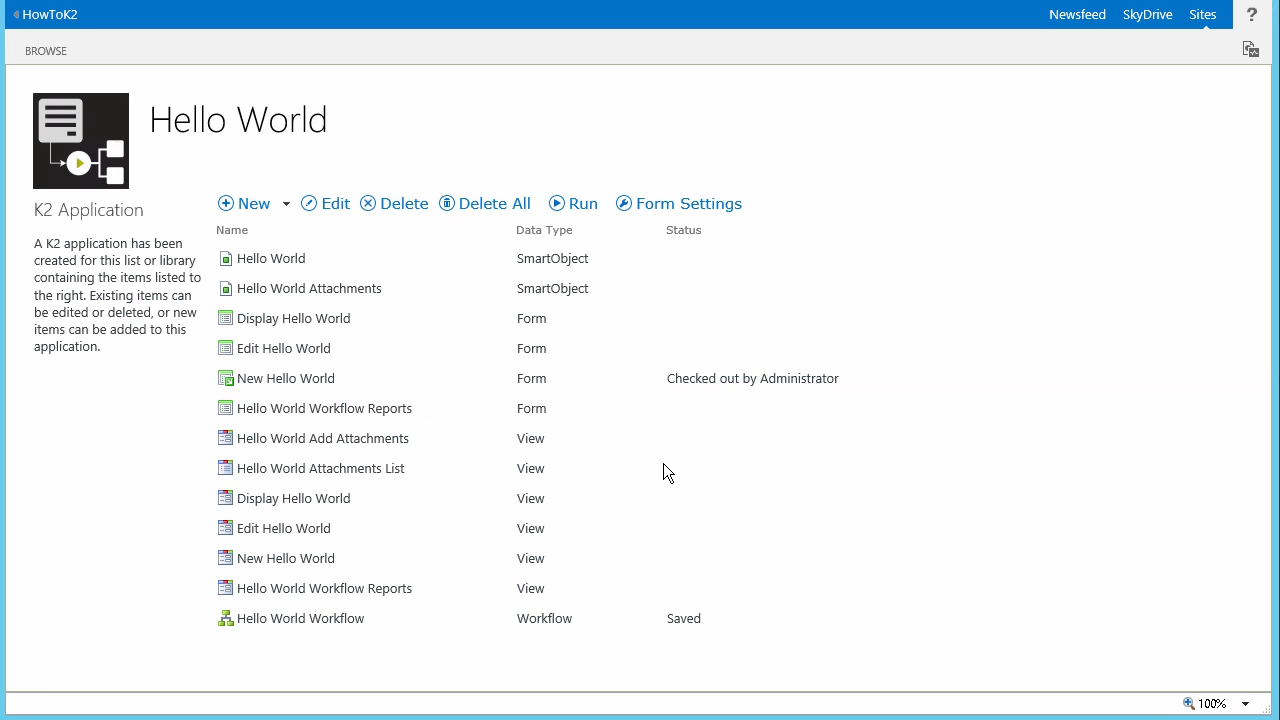 HowToK2 Newsfeed SkyDrive Sites ?
BROWSE
Hello World
K2 Application
A K2 application has been
created for this list or library
containing the items listed to
the right. Existing items can
be edited or deleted, or new
items can be added to this
application.
New Edit Delete Delete All Run Form Settings
Name Data Type Status
Hello World SmartObject
Hello World Attachments SmartObject
Display Hello World Form
Edit Hello World Form
New Hello World Form Checked out by Administrator
Hello World Workflow Reports Form
Hello World Add Attachments View
Hello World Attachments List View
Display Hello World View
Edit Hello World View
New Hello World View
Hello World Workflow Reports View
Hello World Workflow Workflow Saved
100%